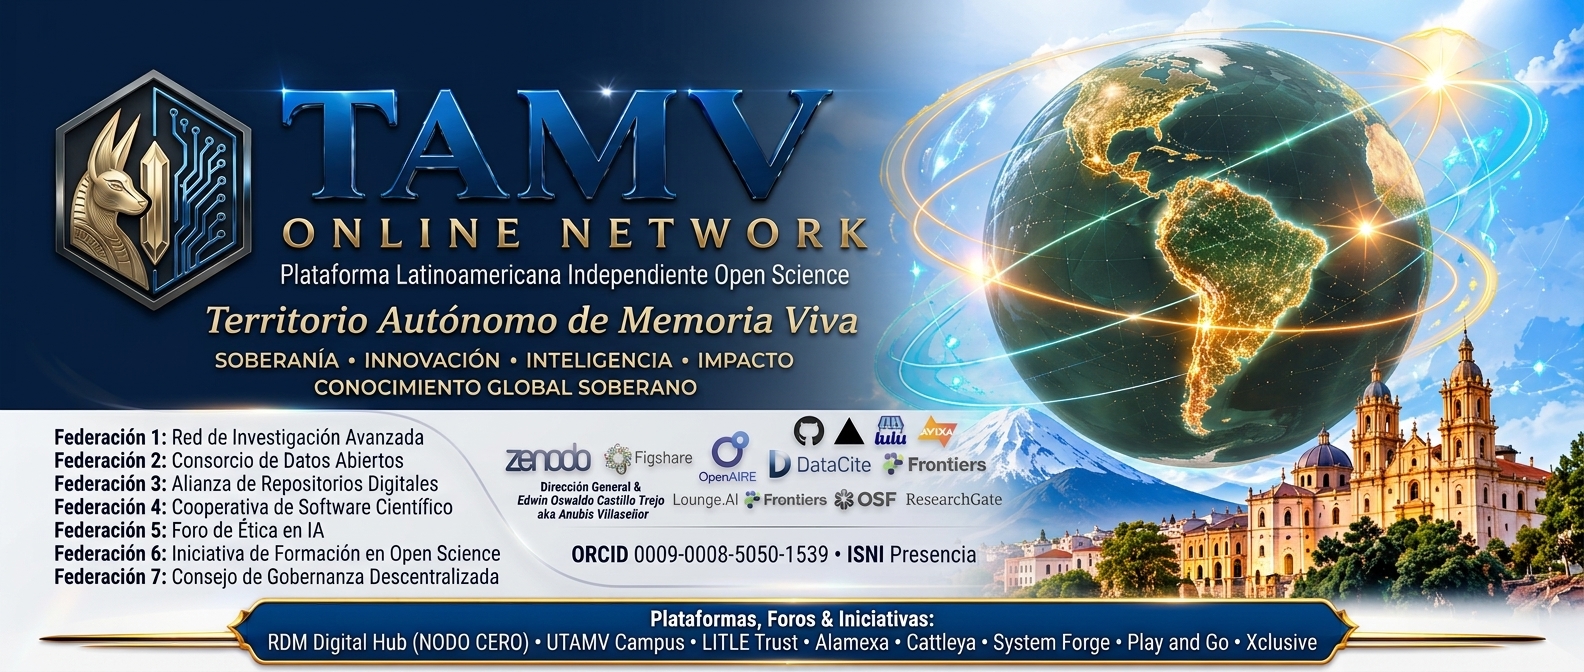 TAMV
ONLINE NETWORK
Plataforma Latinoamericana Independiente Open Science
Territorio Autónomo de Memoria Viva
SOBERANÍA • INNOVACIÓN • INTELIGENCIA • IMPACTO
CONOCIMIENTO GLOBAL SOBERANO
Federación 1: Red de Investigación Avanzada
Federación 2: Consorcio de Datos Abiertos
Federación 3: Alianza de Repositorios Digitales
Federación 4: Cooperativa de Software Científico
Federación 5: Foro de Ética en IA
Federación 6: Iniciativa de Formación en Open Science
Federación 7: Consejo de Gobernanza Descentralizada
lulu AVIXA
zenodo Figshare OpenAIRE DataCite Frontiers
Dirección General &
Edwin Oswaldo Castillo Trejo
aka Anubis Villaseñor
Lounge.AI Frontiers OSF ResearchGate
ORCID 0009-0008-5050-1539 • ISNI Presencia
Plataformas, Foros & Iniciativas:
RDM Digital Hub (NODO CERO) • UTAMV Campus • LITLE Trust • Alamexa • Cattleya • System Forge • Play and Go • Xclusive